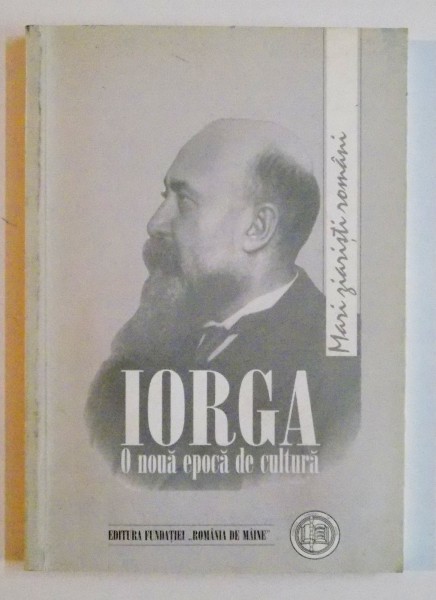 Mari ziariști români
IORGA
O nouă epocă de cultură
EDITURA FUNDAȚIEI „ROMÂNIA DE MÂINE"